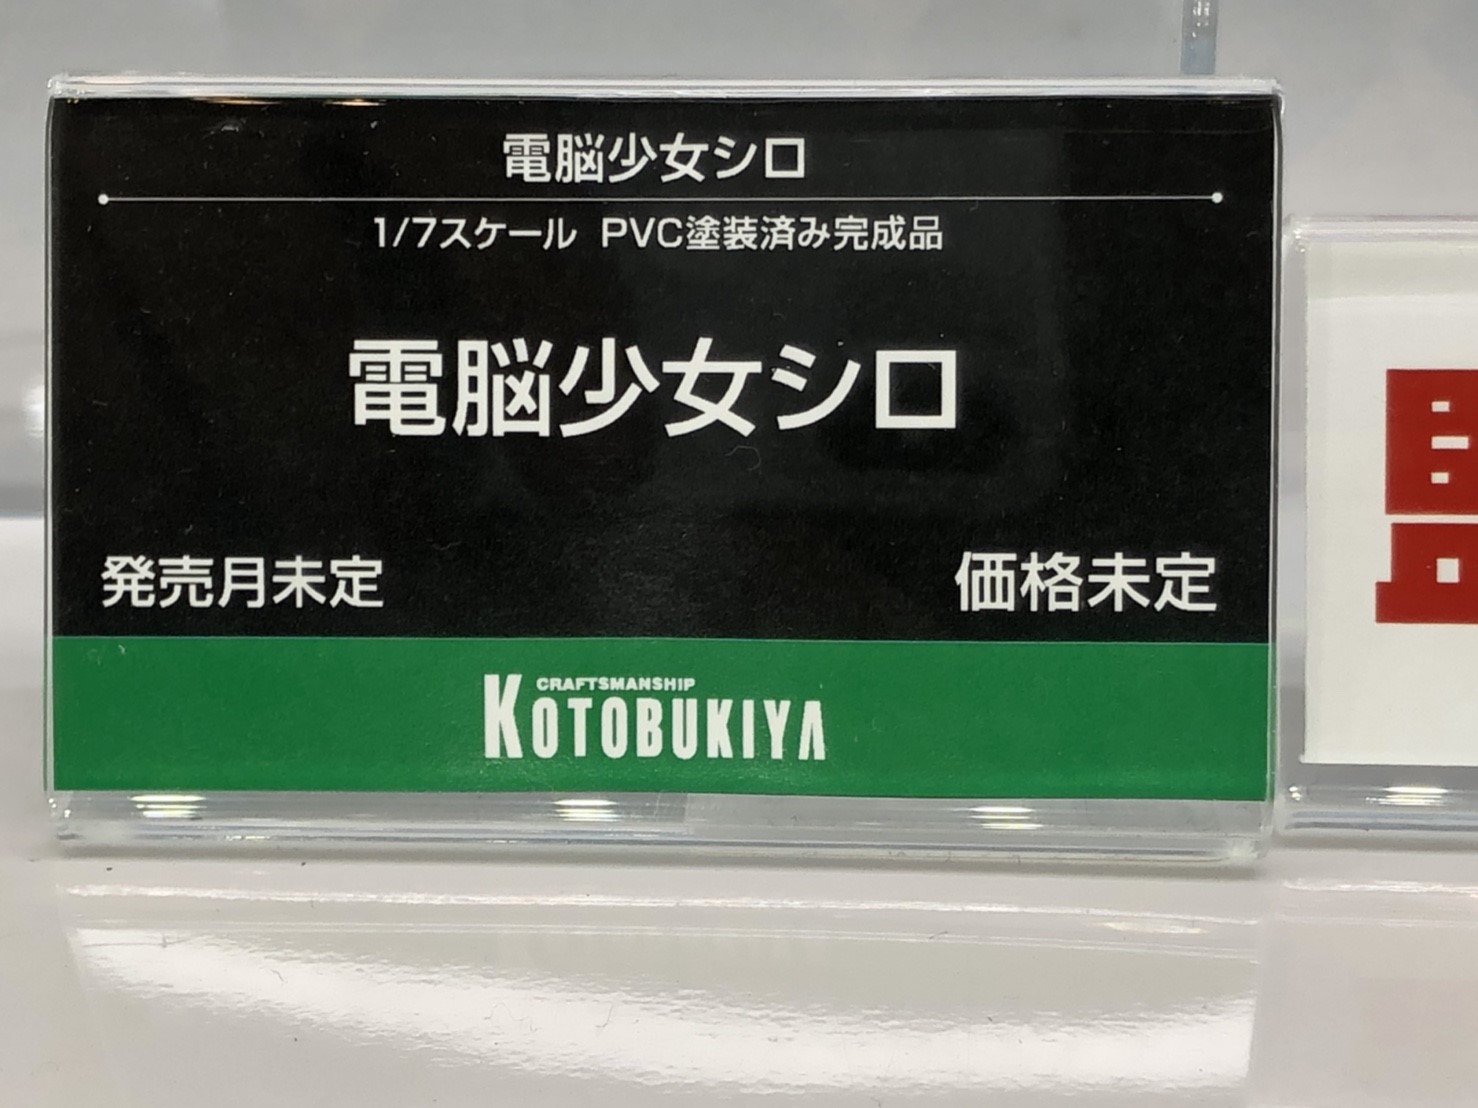 電脳少女シロ
1/7スケール PVC塗装済み完成品
電脳少女シロ
発売月未定
価格未定
CRAFTSMANSHIP
KOTOBUKIYA